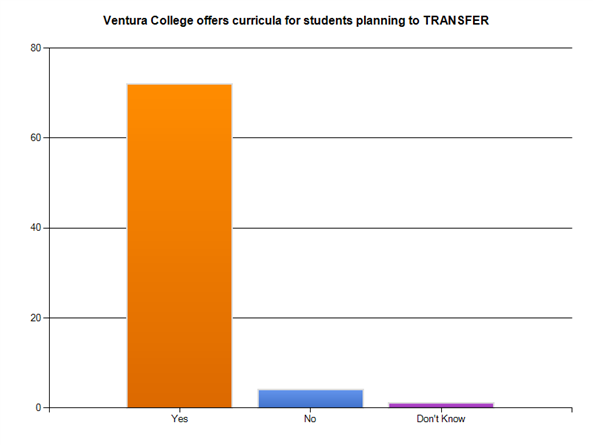 Ventura College offers curricula for students planning to TRANSFER
80
60
40
20
0
Yes No Don't Know